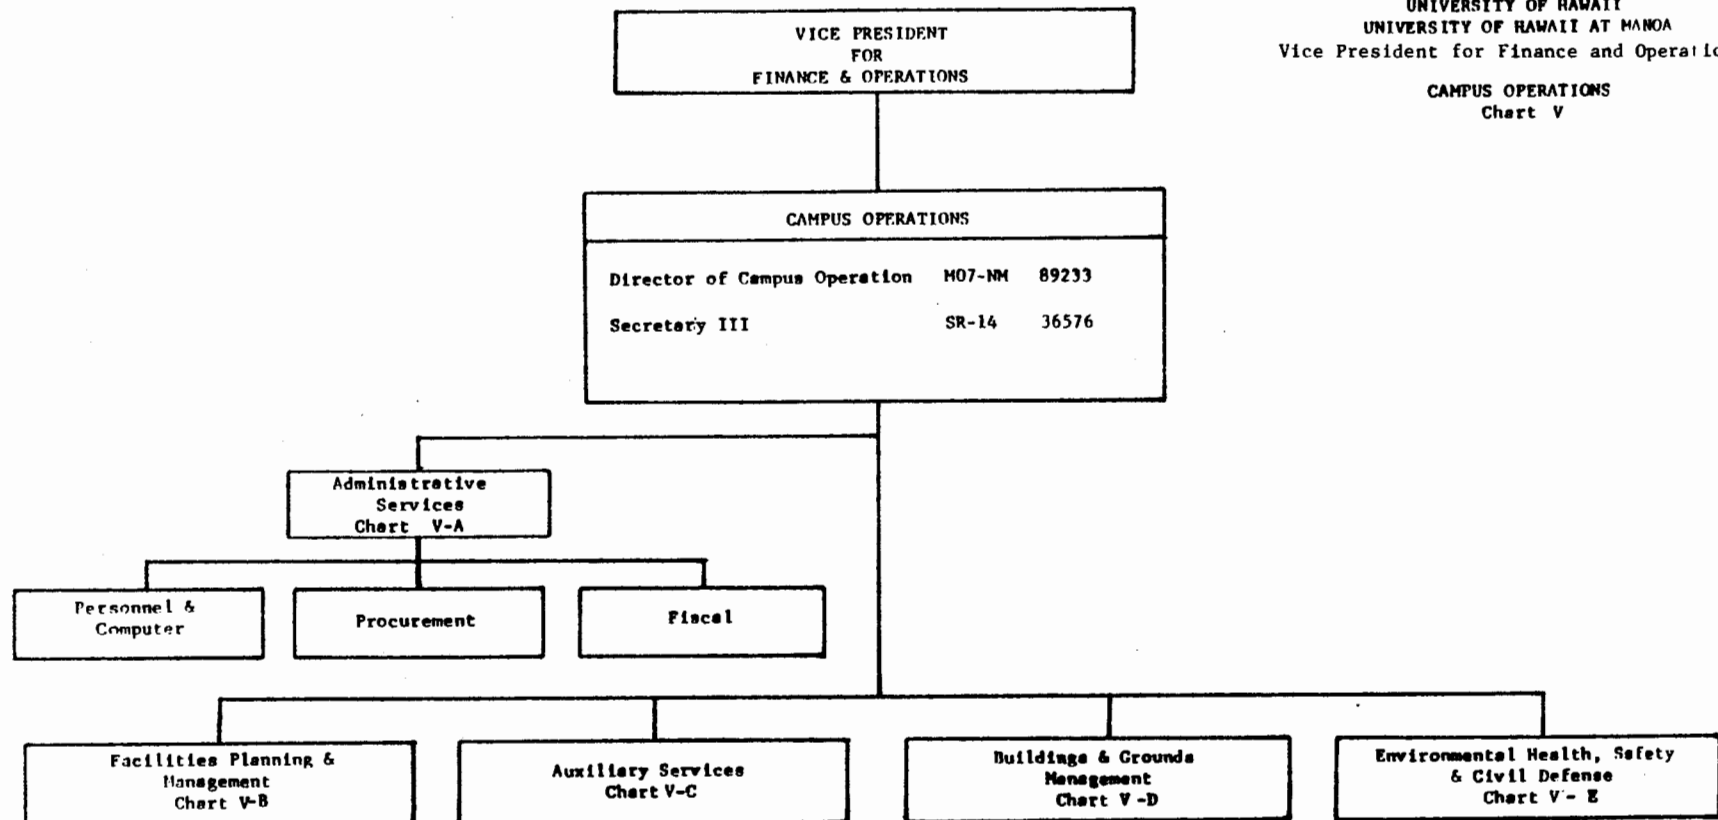 UNIVERSITY OF HAWAII
UNIVERSITY OF HAWAII AT MANOA
Vice President for Finance and Operatio
CAMPUS OPERATIONS
Chart V
VICE PRESIDENT
FOR
FINANCE & OPERATIONS
CAMPUS OPERATIONS
Director of Campus Operation M07-NM 89233
Secretary III SR-14 36576
Administrative
Services
Chart V-A
Personnel &
Computer
Procurement
Fiscal
Facilities Planning &
Management
Chart V-B
Auxiliary Services
Chart V-C
Buildings & Grounds
Management
Chart V-D
Environmental Health, Safety
& Civil Defense
Chart V - E